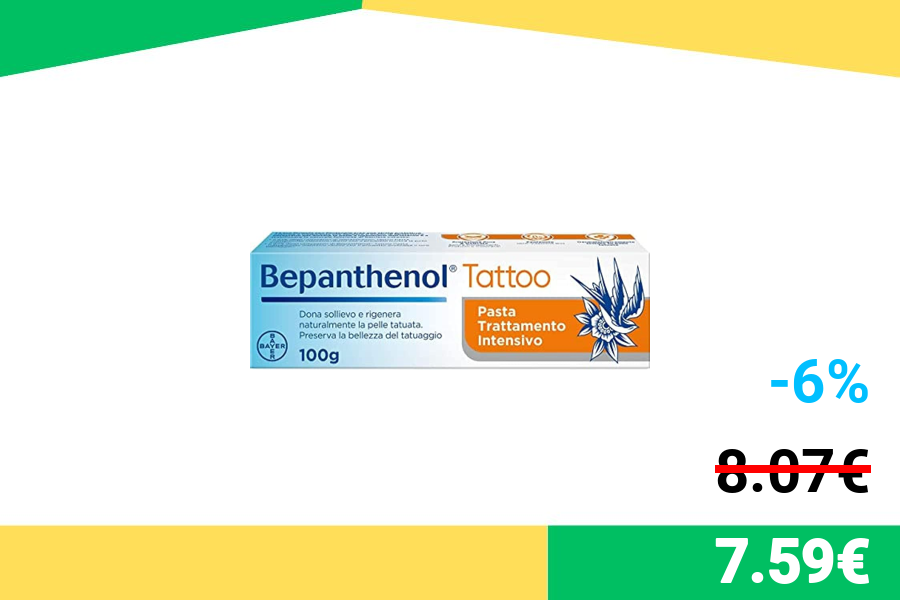 Bepanthenol® Tattoo
Dona sollievo e rigenera
naturalmente la pelle tatuata.
Preserva la bellezza del tatuaggio
100g
BAYER
BAYER
Pasta
Trattamento
Intensivo
-6%
8.07€
7.59€